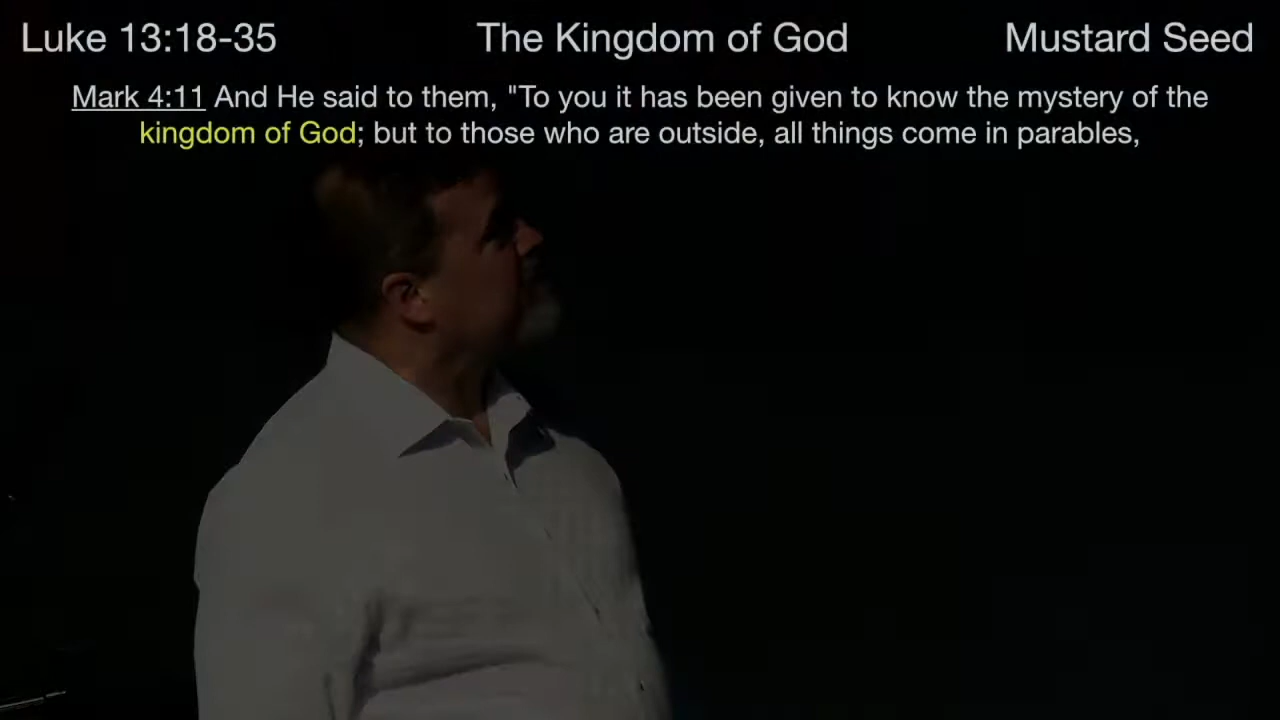 Luke 13:18-35 The Kingdom of God Mustard Seed
Mark 4:11 And He said to them, "To you it has been given to know the mystery of the
kingdom of God; but to those who are outside, all things come in parables,